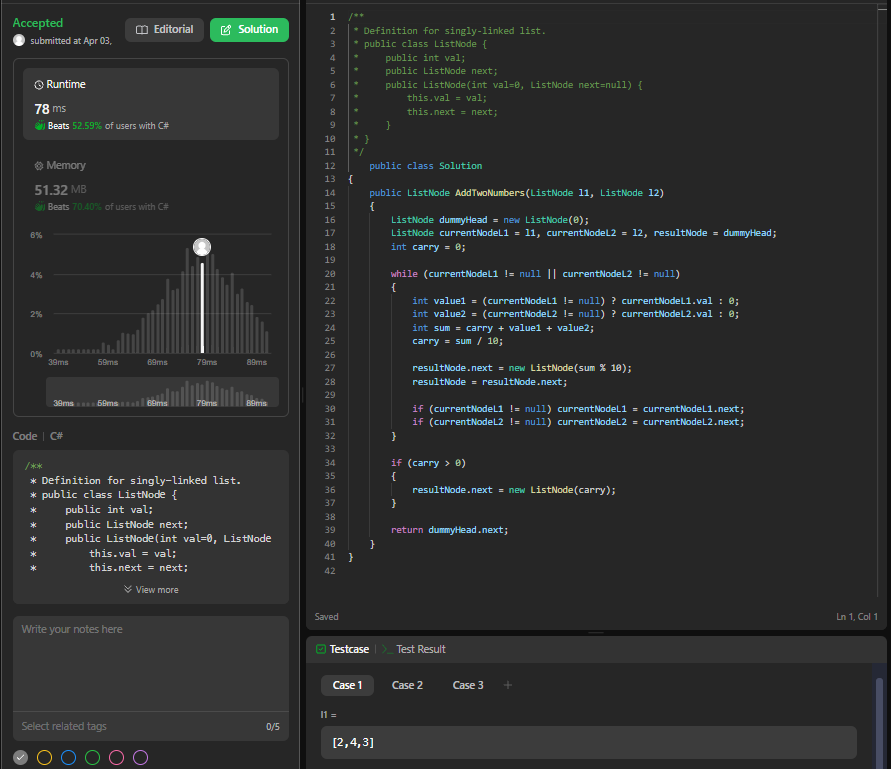 Accepted
submitted at Apr 03,
Editorial
Solution
Runtime
78 ms
Beats 52.59% of users with C#
Memory
51.32 MB
Beats 70.40% of users with C#
6%
4%
2%
0%
39ms 59ms 69ms 79ms 89ms
39ms 59ms 69ms 79ms 89ms
Code | C#
/**
* Definition for singly-linked list.
* public class ListNode {
*     public int val;
*     public ListNode next;
*     public ListNode(int val=0, ListNode
*         this.val = val;
*         this.next = next;
View more
Write your notes here
Select related tags 0/5
1 /**
2 * Definition for singly-linked list.
3 * public class ListNode {
4 *     public int val;
5 *     public ListNode next;
6 *     public ListNode(int val=0, ListNode next=null) {
7 *         this.val = val;
8 *         this.next = next;
9 *     }
10 * }
11 */
12     public class Solution
13 {
14     public ListNode AddTwoNumbers(ListNode l1, ListNode l2)
15     {
16         ListNode dummyHead = new ListNode(0);
17         ListNode currentNodeL1 = l1, currentNodeL2 = l2, resultNode = dummyHead;
18         int carry = 0;
19
20         while (currentNodeL1 != null || currentNodeL2 != null)
21         {
22             int value1 = (currentNodeL1 != null) ? currentNodeL1.val : 0;
23             int value2 = (currentNodeL2 != null) ? currentNodeL2.val : 0;
24             int sum = carry + value1 + value2;
25             carry = sum / 10;
26
27             resultNode.next = new ListNode(sum % 10);
28             resultNode = resultNode.next;
29
30             if (currentNodeL1 != null) currentNodeL1 = currentNodeL1.next;
31             if (currentNodeL2 != null) currentNodeL2 = currentNodeL2.next;
32         }
33
34         if (carry > 0)
35         {
36             resultNode.next = new ListNode(carry);
37         }
38
39         return dummyHead.next;
40     }
41 }
42
Saved
Ln 1, Col 1
Testcase | >_ Test Result
Case 1 Case 2 Case 3 +
l1 =
[2,4,3]